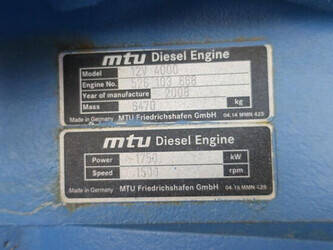 mtu Diesel Engine
Model 12V 4000
Engine No.
Year of manufacture 2008
Mass kg
Made in Germany MTU Friedrichshafen GmbH
mtu Diesel Engine
Power 1750 kW
Speed 1500 rpm
Made in Germany MTU Friedrichshafen GmbH